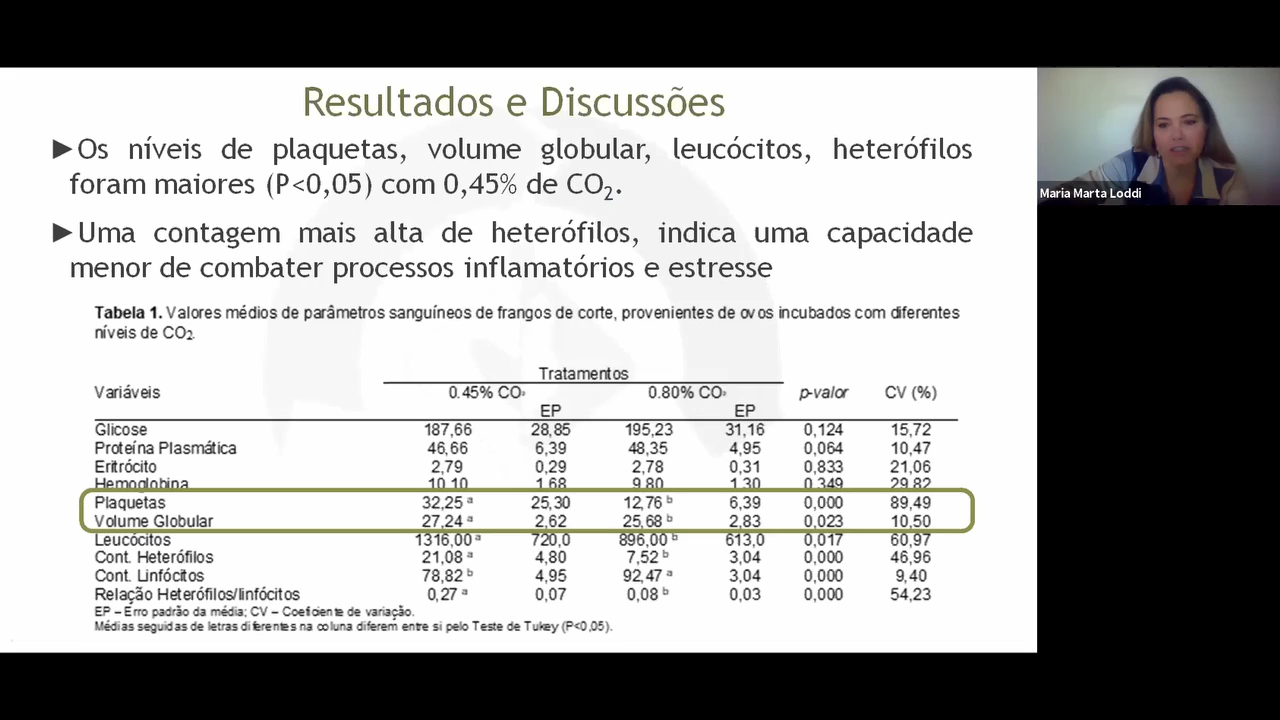 Resultados e Discussões
►Os níveis de plaquetas, volume globular, leucócitos, heterófilos
foram maiores (P<0,05) com 0,45% de CO₂.
►Uma contagem mais alta de heterófilos, indica uma capacidade
menor de combater processos inflamatórios e estresse
Tabela 1. Valores médios de parâmetros sanguíneos de frangos de corte, provenientes de ovos incubados com diferentes
níveis de CO₂.
Tratamentos
Variáveis 0.45% CO₂ 0.80% CO₂ p-valor CV (%)
EP EP
Glicose 187,66 28,85 195,23 31,16 0,124 15,72
Proteína Plasmática 46,66 6,39 48,35 4,95 0,064 10,47
Eritrócito 2,79 0,29 2,78 0,31 0,833 21,06
Hemoglobina 10,10 1,68 9,80 1,30 0,349 29,82
Plaquetas 32,25 ª 25,30 12,76 ᵇ 6,39 0,000 89,49
Volume Globular 27,24 ª 2,62 25,68 ᵇ 2,83 0,023 10,50
Leucócitos 1316,00 ª 720,0 896,00 ᵇ 613,0 0,017 60,97
Cont. Heterófilos 21,08 ª 4,80 7,52 ᵇ 3,04 0,000 46,96
Cont. Linfócitos 78,82 ᵇ 4,95 92,47 ª 3,04 0,000 9,40
Relação Heterófilos/linfócitos 0,27 ª 0,07 0,08 ᵇ 0,03 0,000 54,23
EP – Erro padrão da média; CV – Coeficiente de variação.
Médias seguidas de letras diferentes na coluna diferem entre si pelo Teste de Tukey (P<0,05).
Maria Marta Loddi